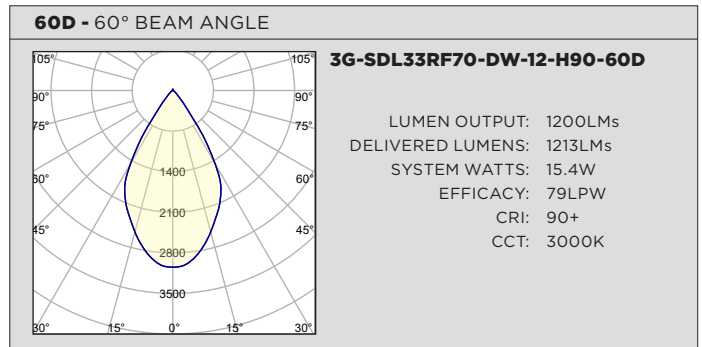 60D - 60° BEAM ANGLE
3G-SDL33RF70-DW-12-H90-60D
LUMEN OUTPUT: 1200LMs
DELIVERED LUMENS: 1213LMs
SYSTEM WATTS: 15.4W
EFFICACY: 79LPW
CRI: 90+
CCT: 3000K
105° 105°
90° 90°
75° 75°
1400
60° 60°
2100
45° 45°
2800
3500
30° 15° 0° 15° 30°